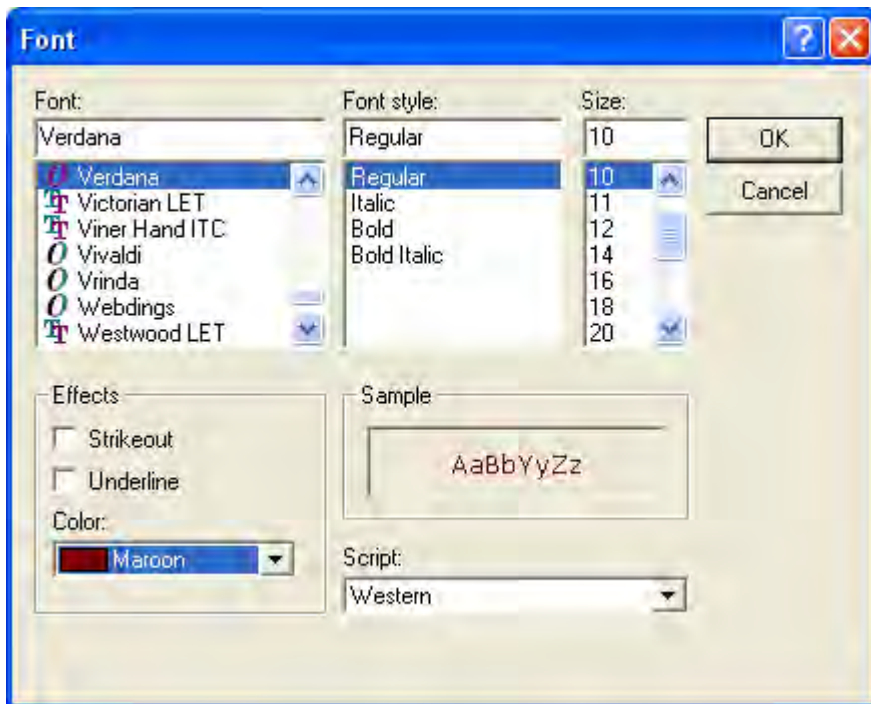 Font
Font:
Font style:
Size:
Verdana
Regular
10
OK
Cancel
Verdana
Victorian LET
Viner Hand ITC
Vivaldi
Vrinda
Webdings
Westwood LET
Regular
Italic
Bold
Bold Italic
10
11
12
14
16
18
20
Effects
Strikeout
Underline
Color:
Maroon
Sample
AaBbYyZz
Script:
Western